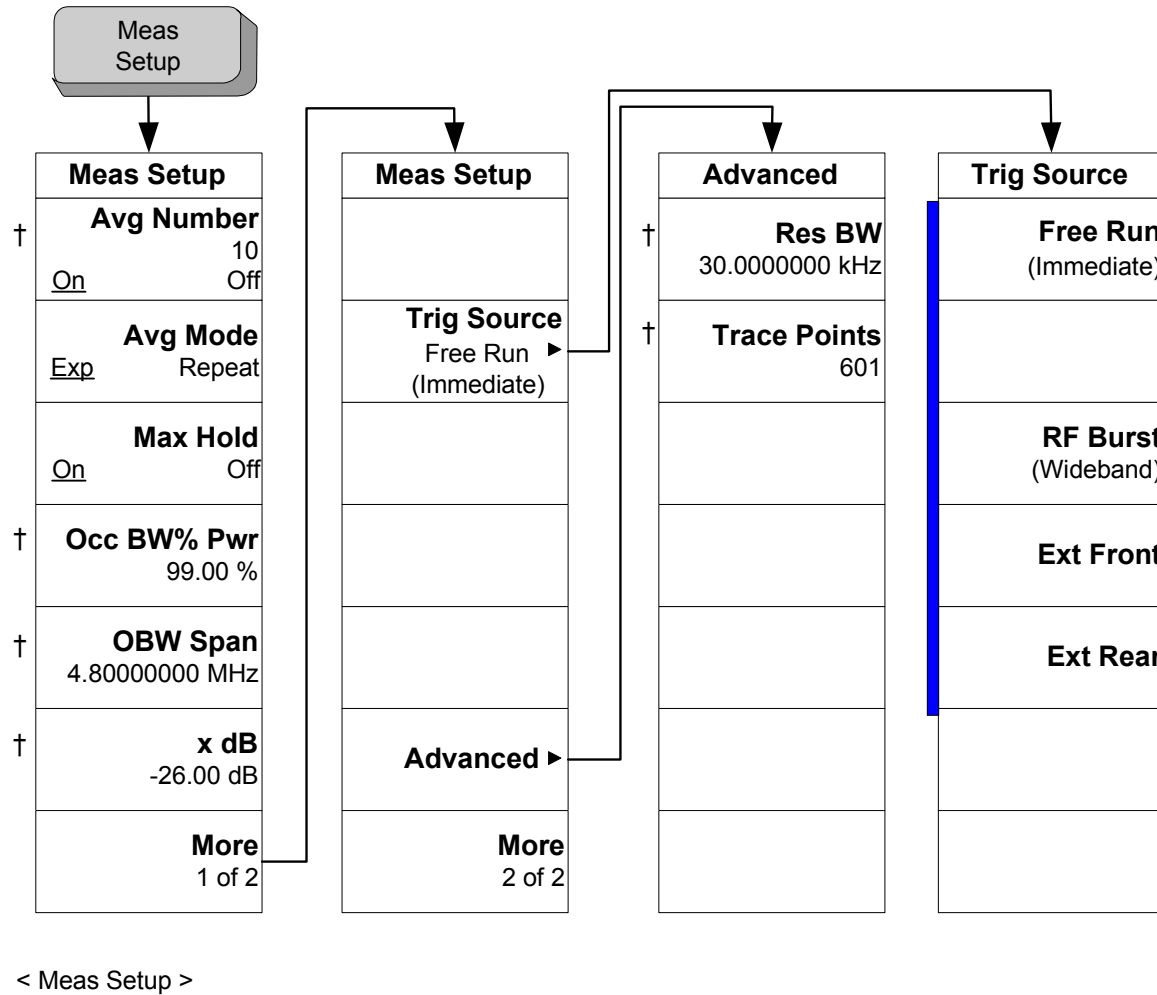 Meas
Setup
Meas Setup
† Avg Number
10
On Off
Avg Mode
Exp Repeat
Max Hold
On Off
† Occ BW% Pwr
99.00 %
† OBW Span
4.80000000 MHz
† x dB
-26.00 dB
More
1 of 2
Meas Setup
Trig Source
Free Run
(Immediate)
Advanced
More
2 of 2
Advanced
† Res BW
30.0000000 kHz
† Trace Points
601
Trig Source
Free Run
(Immediate)
RF Burst
(Wideband)
Ext Front
Ext Rear
< Meas Setup >